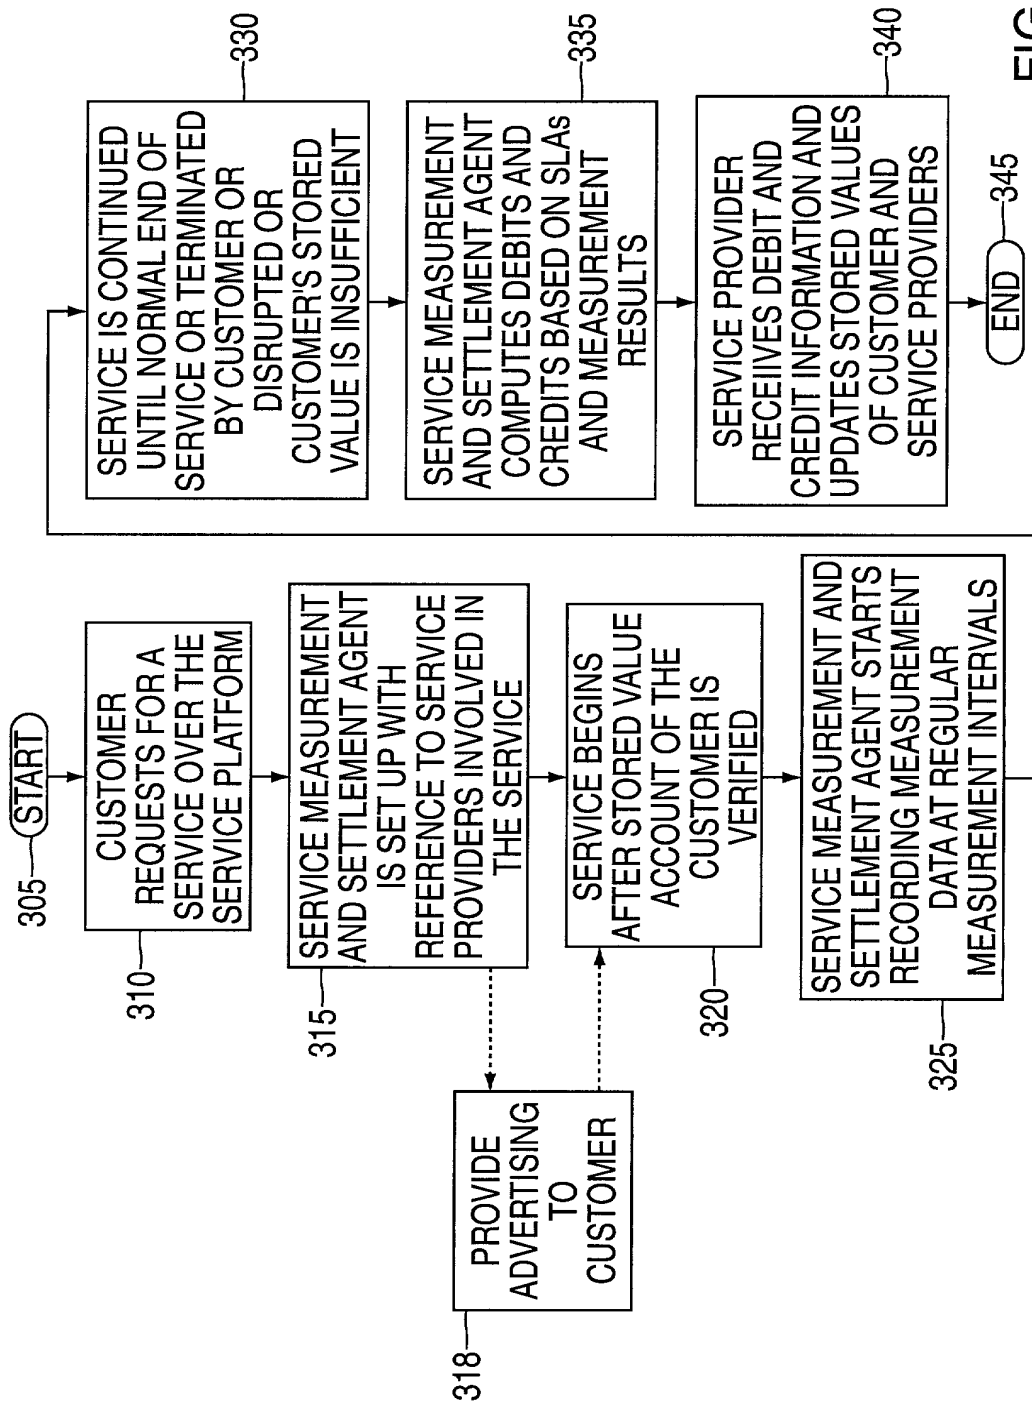 305
START
310
CUSTOMER
REQUESTS FOR A
SERVICE OVER THE
SERVICE PLATFORM
315
SERVICE MEASUREMENT
AND SETTLEMENT AGENT
IS SET UP WITH
REFERENCE TO SERVICE
PROVIDERS INVOLVED IN
THE SERVICE
318
PROVIDE
ADVERTISING
TO
CUSTOMER
320
SERVICE BEGINS
AFTER STORED VALUE
ACCOUNT OF THE
CUSTOMER IS
VERIFIED
325
SERVICE MEASUREMENT AND
SETTLEMENT AGENT STARTS
RECORDING MEASUREMENT
DATA AT REGULAR
MEASUREMENT INTERVALS
330
SERVICE IS CONTINUED
UNTIL NORMAL END OF
SERVICE OR TERMINATED
BY CUSTOMER OR
DISRUPTED OR
CUSTOMER'S STORED
VALUE IS INSUFFICIENT
335
SERVICE MEASUREMENT
AND SETTLEMENT AGENT
COMPUTES DEBITS AND
CREDITS BASED ON SLAs
AND MEASUREMENT
RESULTS
340
SERVICE PROVIDER
RECEIIVES DEBIT AND
CREDIT INFORMATION AND
UPDATES STORED VALUES
OF CUSTOMER AND
SERVICE PROVIDERS
END
345